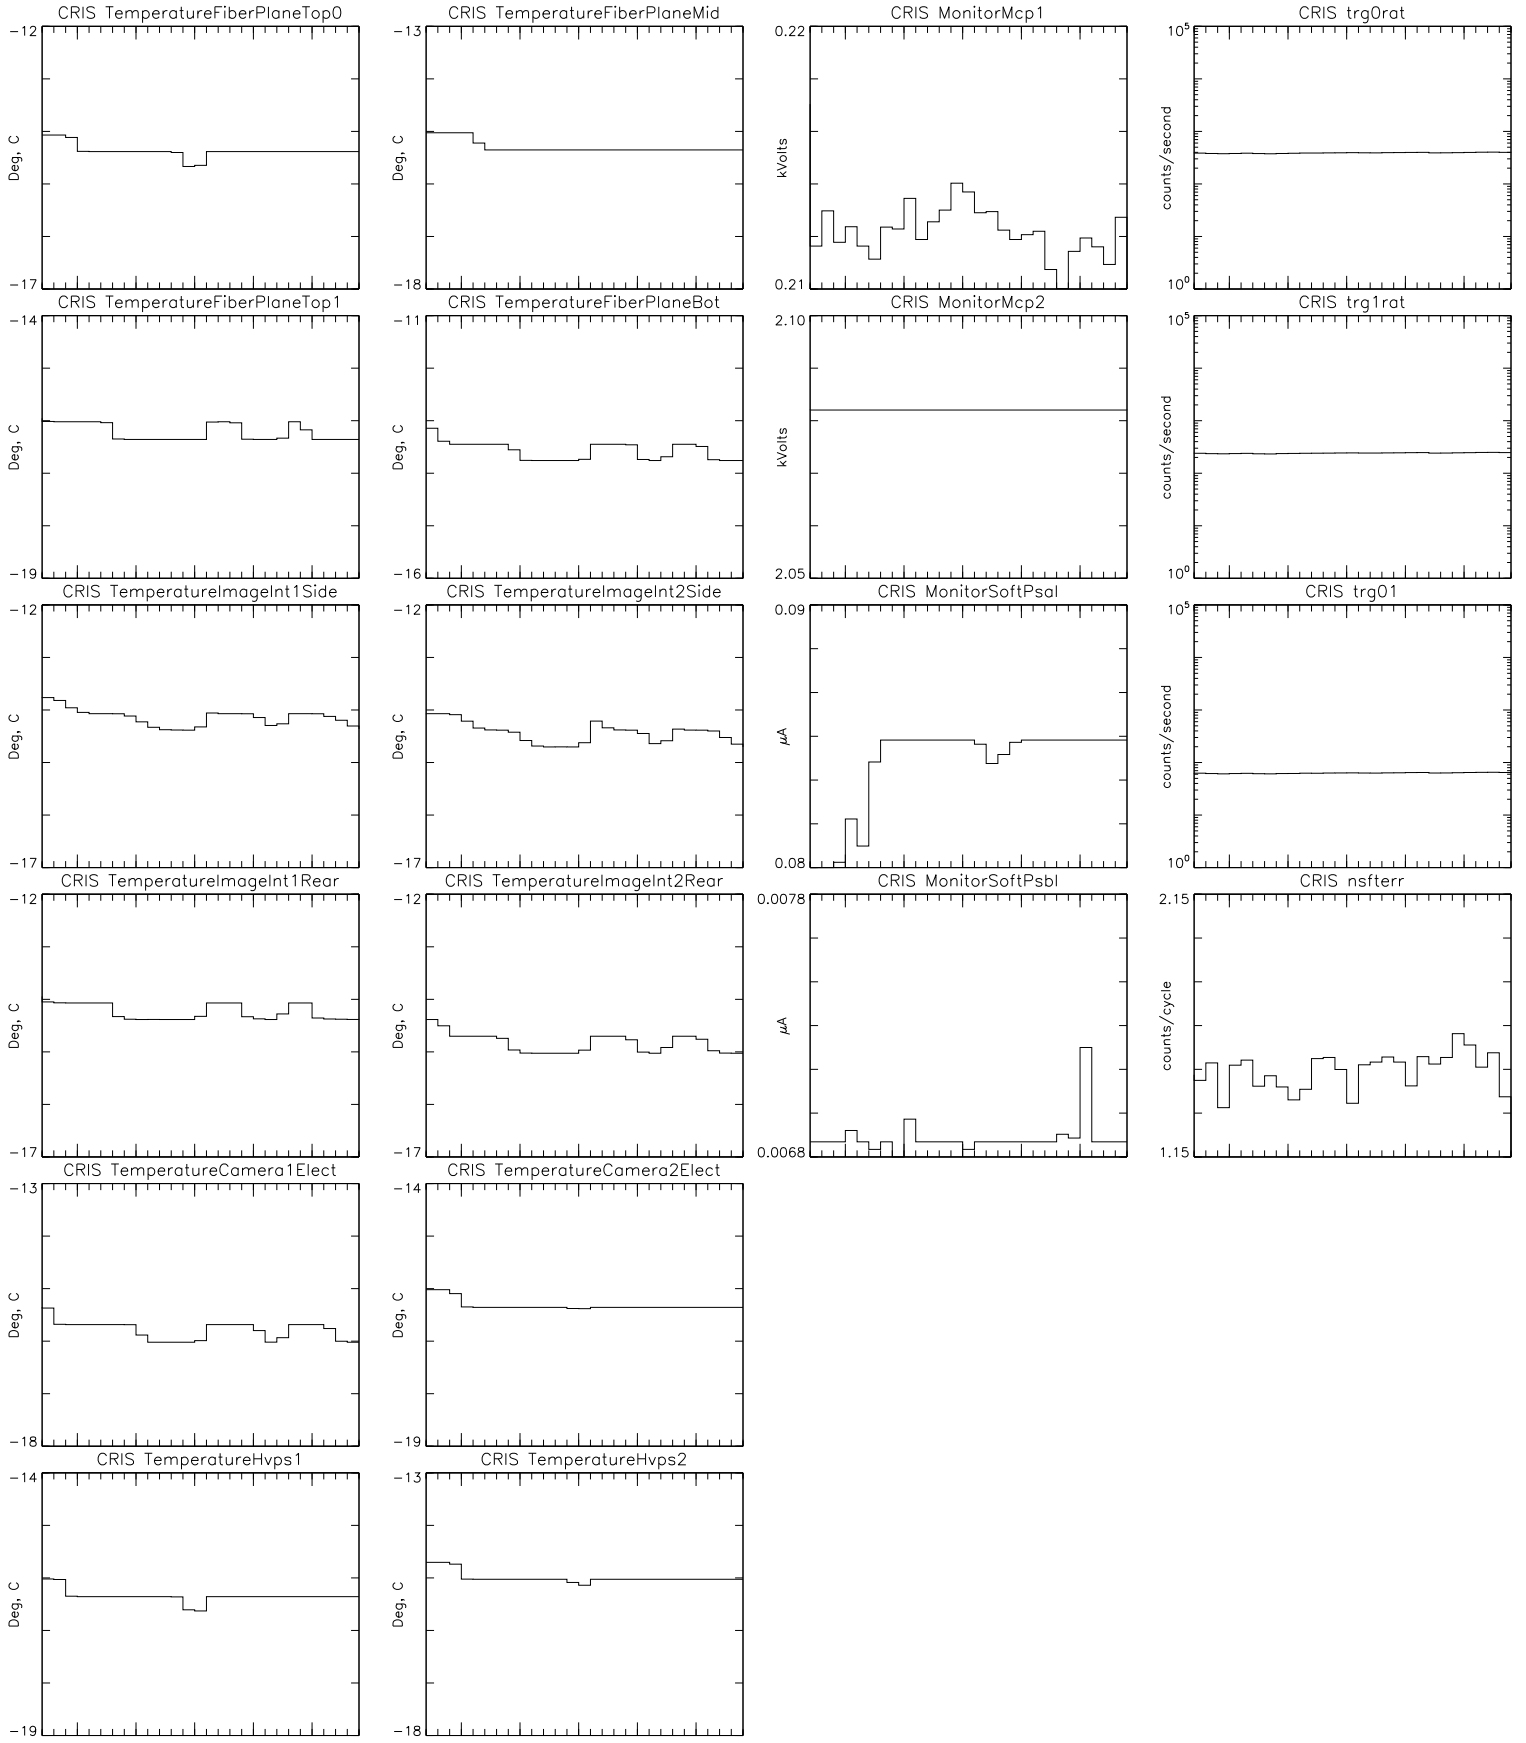 CRIS TemperatureFiberPlaneTop0
-12
Deg, C
-17
CRIS TemperatureFiberPlaneMid
-13
Deg, C
-18
CRIS MonitorMcp1
0.22
kVolts
0.21
CRIS trg0rat
10^5
counts/second
10^0
CRIS TemperatureFiberPlaneTop1
-14
Deg, C
-19
CRIS TemperatureFiberPlaneBot
-11
Deg, C
-16
CRIS MonitorMcp2
2.10
kVolts
2.05
CRIS trg1rat
10^5
counts/second
10^0
CRIS TemperatureImageInt1Side
-12
Deg, C
-17
CRIS TemperatureImageInt2Side
-12
Deg, C
-17
CRIS MonitorSoftPsaI
0.09
μA
0.08
CRIS trg01
10^5
counts/second
10^0
CRIS TemperatureImageInt1Rear
-12
Deg, C
-17
CRIS TemperatureImageInt2Rear
-12
Deg, C
-17
CRIS MonitorSoftPsbI
0.0078
μA
0.0068
CRIS nsfterr
2.15
counts/cycle
1.15
CRIS TemperatureCamera1Elect
-13
Deg, C
-18
CRIS TemperatureCamera2Elect
-14
Deg, C
-19
CRIS TemperatureHvps1
-14
Deg, C
-19
CRIS TemperatureHvps2
-13
Deg, C
-18